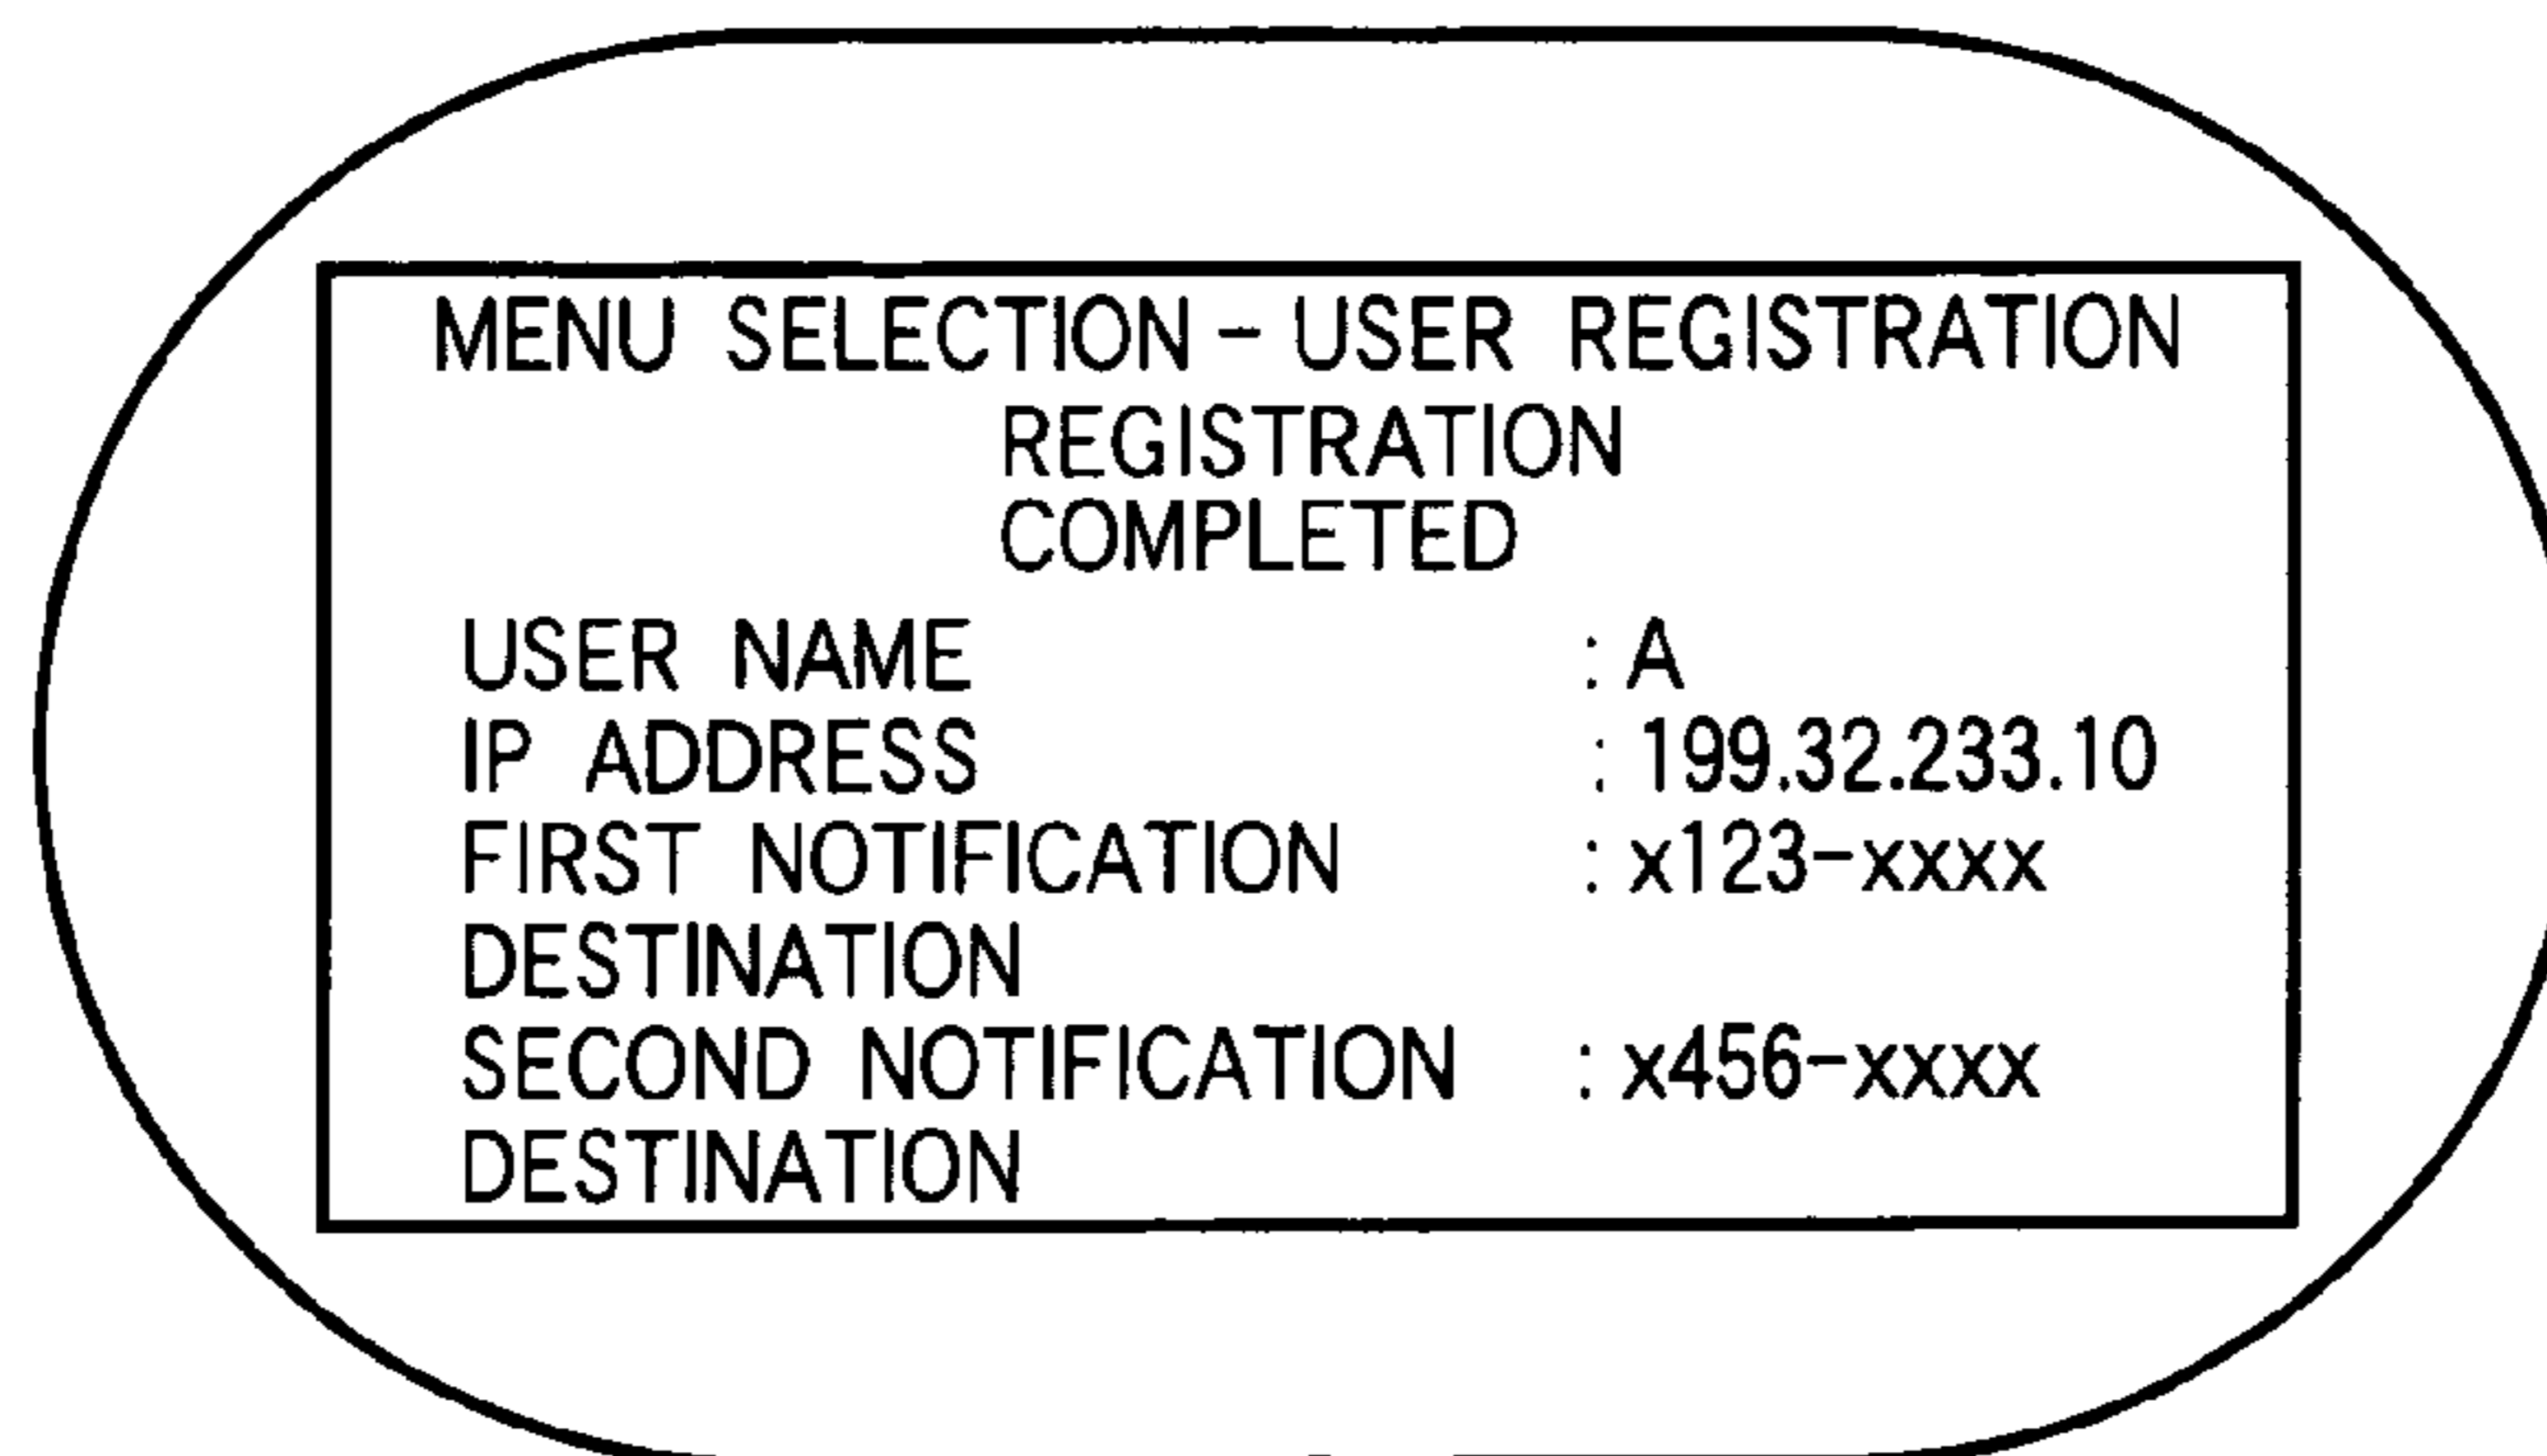 MENU SELECTION - USER REGISTRATION
REGISTRATION
COMPLETED
USER NAME : A
IP ADDRESS : 199.32.233.10
FIRST NOTIFICATION : x123-xxxx
DESTINATION
SECOND NOTIFICATION : x456-xxxx
DESTINATION